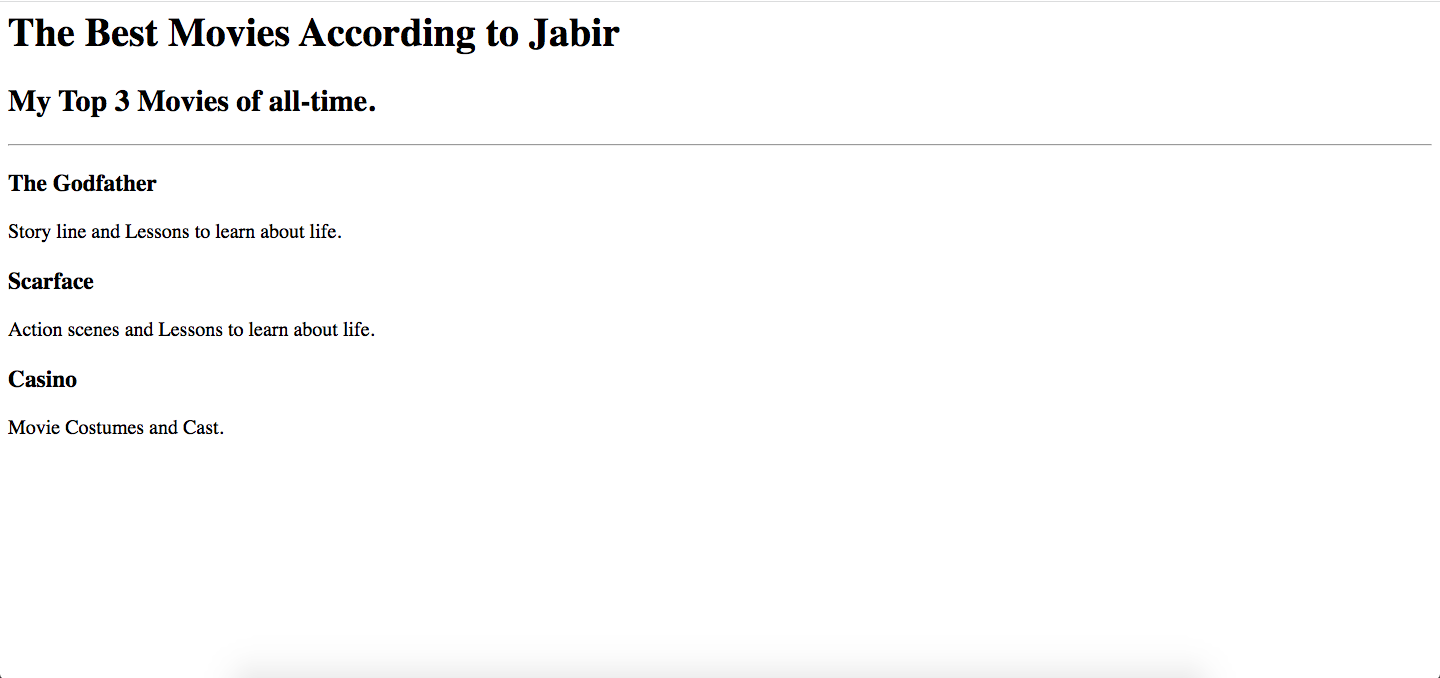 The Best Movies According to Jabir
My Top 3 Movies of all-time.
The Godfather
Story line and Lessons to learn about life.
Scarface
Action scenes and Lessons to learn about life.
Casino
Movie Costumes and Cast.